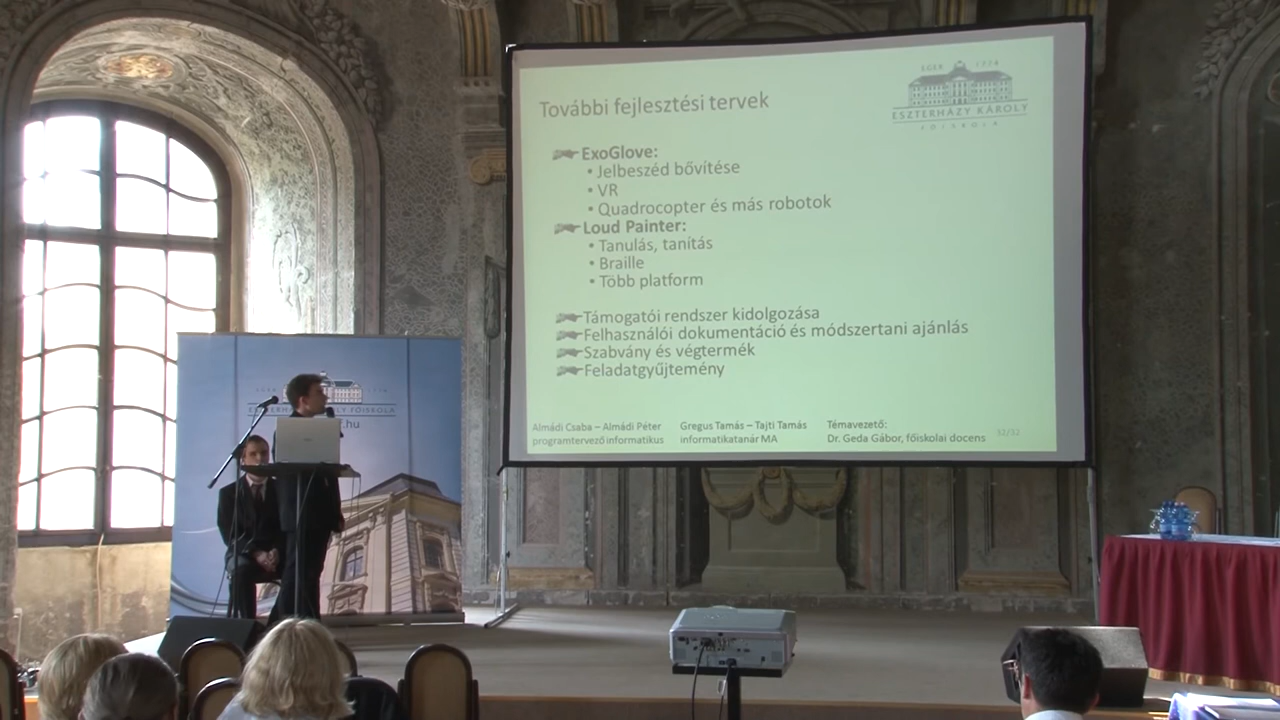 További fejlesztési tervek
EGER 1774
ESZTERHÁZY KÁROLY
FŐISKOLA
ExoGlove:
• Jelbeszéd bővítése
• VR
• Quadrocopter és más robotok
Loud Painter:
• Tanulás, tanítás
• Braille
• Több platform
Támogatói rendszer kidolgozása
Felhasználói dokumentáció és módszertani ajánlás
Szabvány és végtermék
Feladatgyűjtemény
Almádi Csaba – Almádi Péter
programtervező informatikus
Gregus Tamás – Tajti Tamás
informatikatanár MA
Témavezető:
Dr. Geda Gábor, főiskolai docens
32/32
FŐISKOLA
.hu